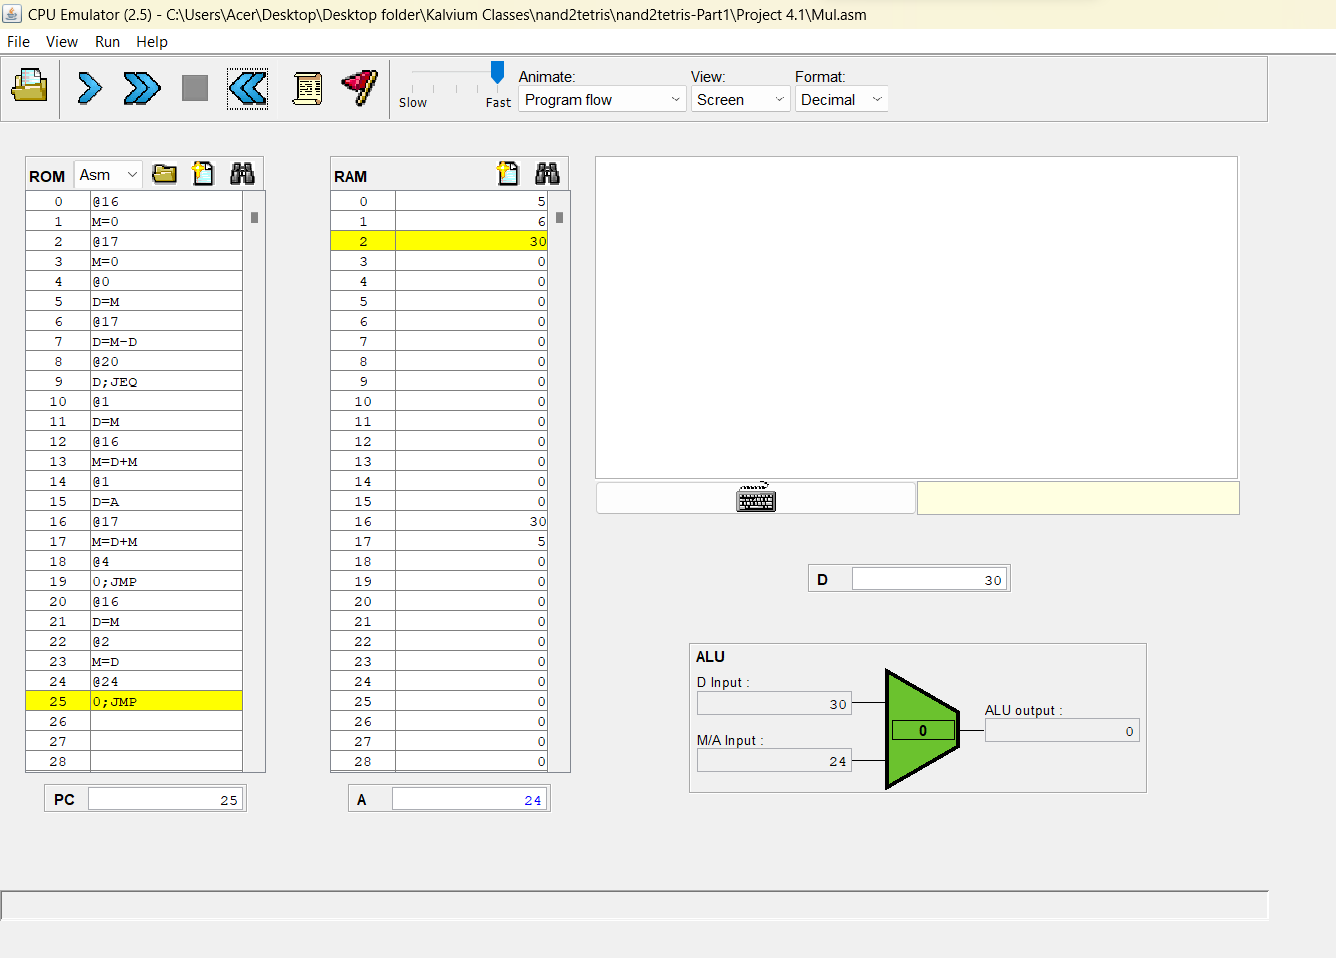 CPU Emulator (2.5) - C:\Users\Acer\Desktop\Desktop folder\Kalvium Classes\nand2tetris\nand2tetris-Part1\Project 4.1\Mul.asm
File View Run Help
Slow Fast
Animate:
Program flow
View:
Screen
Format:
Decimal
ROM Asm
0 @16
1 M=0
2 @17
3 M=0
4 @0
5 D=M
6 @17
7 D=M-D
8 @20
9 D;JEQ
10 @1
11 D=M
12 @16
13 M=D+M
14 @1
15 D=A
16 @17
17 M=D+M
18 @4
19 0;JMP
20 @16
21 D=M
22 @2
23 M=D
24 @24
25 0;JMP
26
27
28
PC 25
RAM
0 5
1 6
2 30
3 0
4 0
5 0
6 0
7 0
8 0
9 0
10 0
11 0
12 0
13 0
14 0
15 0
16 30
17 5
18 0
19 0
20 0
21 0
22 0
23 0
24 0
25 0
26 0
27 0
28 0
A 24
D 30
ALU
D Input :
30
M/A Input :
24
0
ALU output :
0